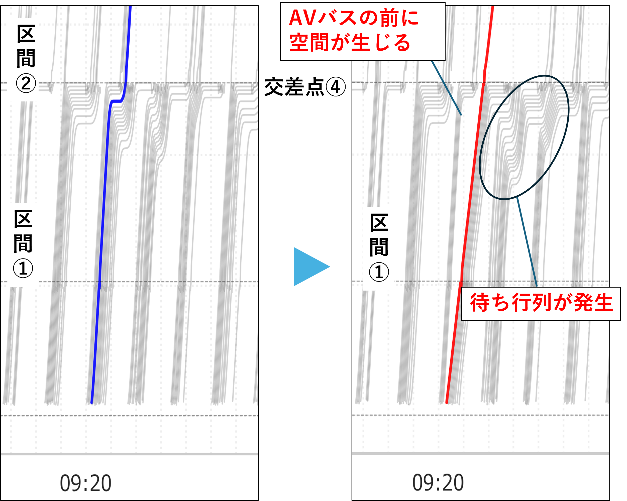 区間②
区間①
09:20
AVバスの前に
空間が生じる
交差点④
区間①
待ち行列が発生
09:20